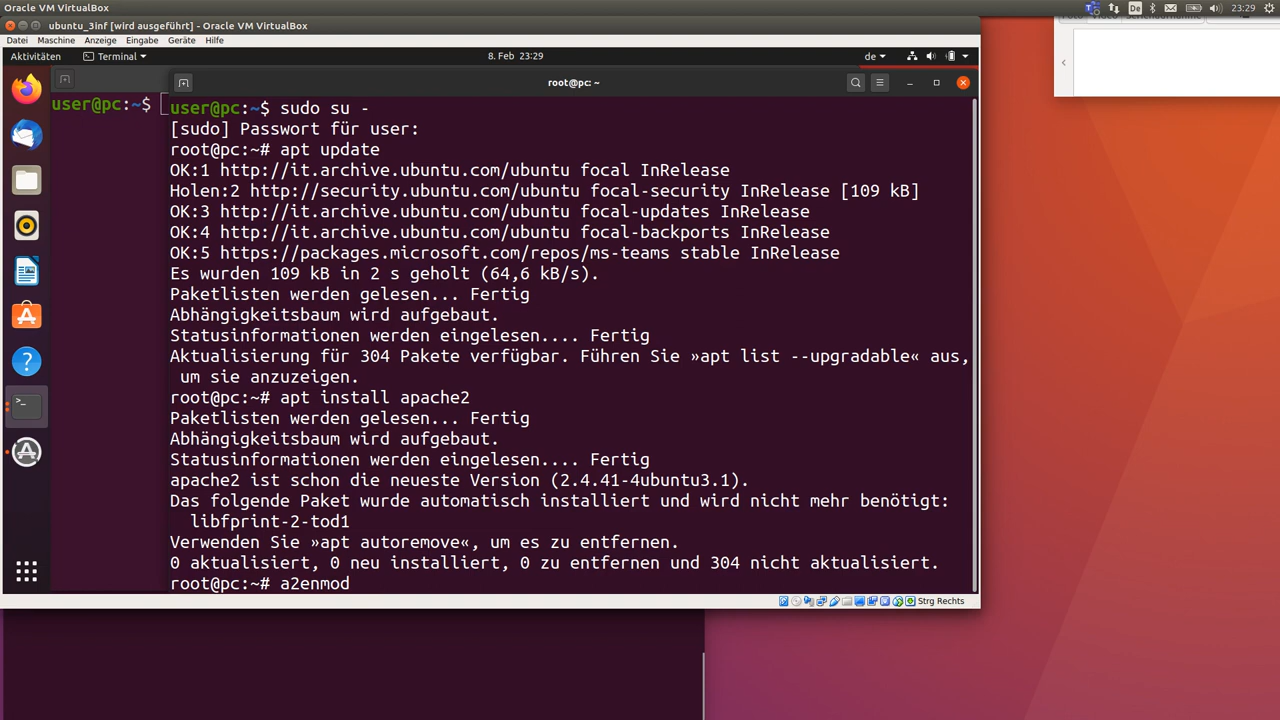 Oracle VM VirtualBox
De
23:29
ubuntu_3inf [wird ausgeführt] - Oracle VM VirtualBox
Datei Maschine Anzeige Eingabe Geräte Hilfe
Aktivitäten
Terminal
8. Feb 23:29
de
root@pc: ~
user@pc:~$
user@pc:~$ sudo su -
[sudo] Passwort für user:
root@pc:~# apt update
OK:1 http://it.archive.ubuntu.com/ubuntu focal InRelease
Holen:2 http://security.ubuntu.com/ubuntu focal-security InRelease [109 kB]
OK:3 http://it.archive.ubuntu.com/ubuntu focal-updates InRelease
OK:4 http://it.archive.ubuntu.com/ubuntu focal-backports InRelease
OK:5 https://packages.microsoft.com/repos/ms-teams stable InRelease
Es wurden 109 kB in 2 s geholt (64,6 kB/s).
Paketlisten werden gelesen... Fertig
Abhängigkeitsbaum wird aufgebaut.
Statusinformationen werden eingelesen.... Fertig
Aktualisierung für 304 Pakete verfügbar. Führen Sie »apt list --upgradable« aus,
um sie anzuzeigen.
root@pc:~# apt install apache2
Paketlisten werden gelesen... Fertig
Abhängigkeitsbaum wird aufgebaut.
Statusinformationen werden eingelesen.... Fertig
apache2 ist schon die neueste Version (2.4.41-4ubuntu3.1).
Das folgende Paket wurde automatisch installiert und wird nicht mehr benötigt:
libfprint-2-tod1
Verwenden Sie »apt autoremove«, um es zu entfernen.
0 aktualisiert, 0 neu installiert, 0 zu entfernen und 304 nicht aktualisiert.
root@pc:~# a2enmod
Strg Rechts